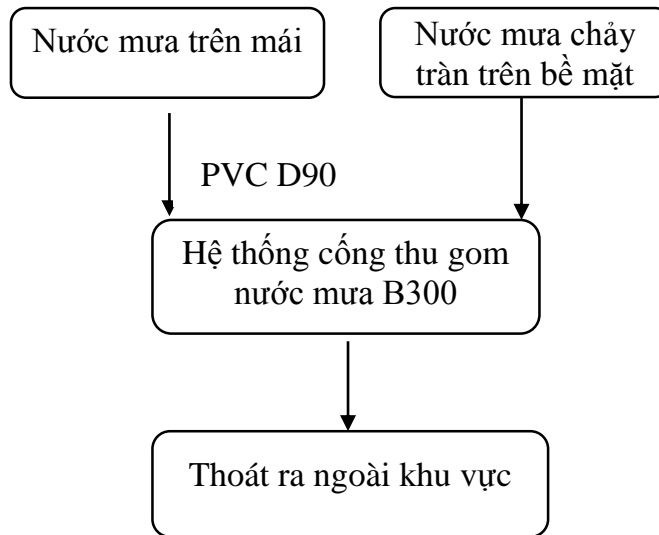 Nước mưa trên mái
Nước mưa chảy
tràn trên bề mặt
PVC D90
Hệ thống cống thu gom
nước mưa B300
Thoát ra ngoài khu vực